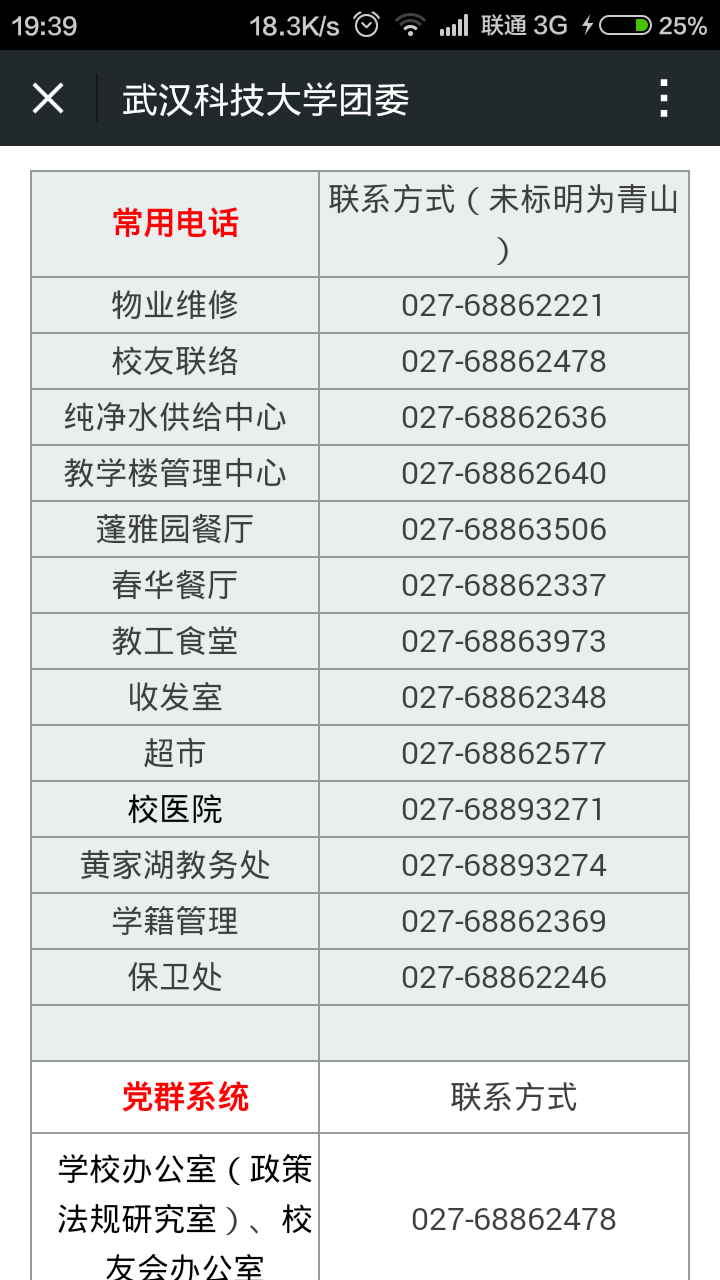 19:39 18.3K/s 联通 3G 25%
武汉科技大学团委
常用电话 联系方式（未标明为青山
）
物业维修 027-68862221
校友联络 027-68862478
纯净水供给中心 027-68862636
教学楼管理中心 027-68862640
蓬雅园餐厅 027-68863506
春华餐厅 027-68862337
教工食堂 027-68863973
收发室 027-68862348
超市 027-68862577
校医院 027-68893271
黄家湖教务处 027-68893274
学籍管理 027-68862369
保卫处 027-68862246
党群系统 联系方式
学校办公室（政策
法规研究室）、校 027-68862478
友会办公室